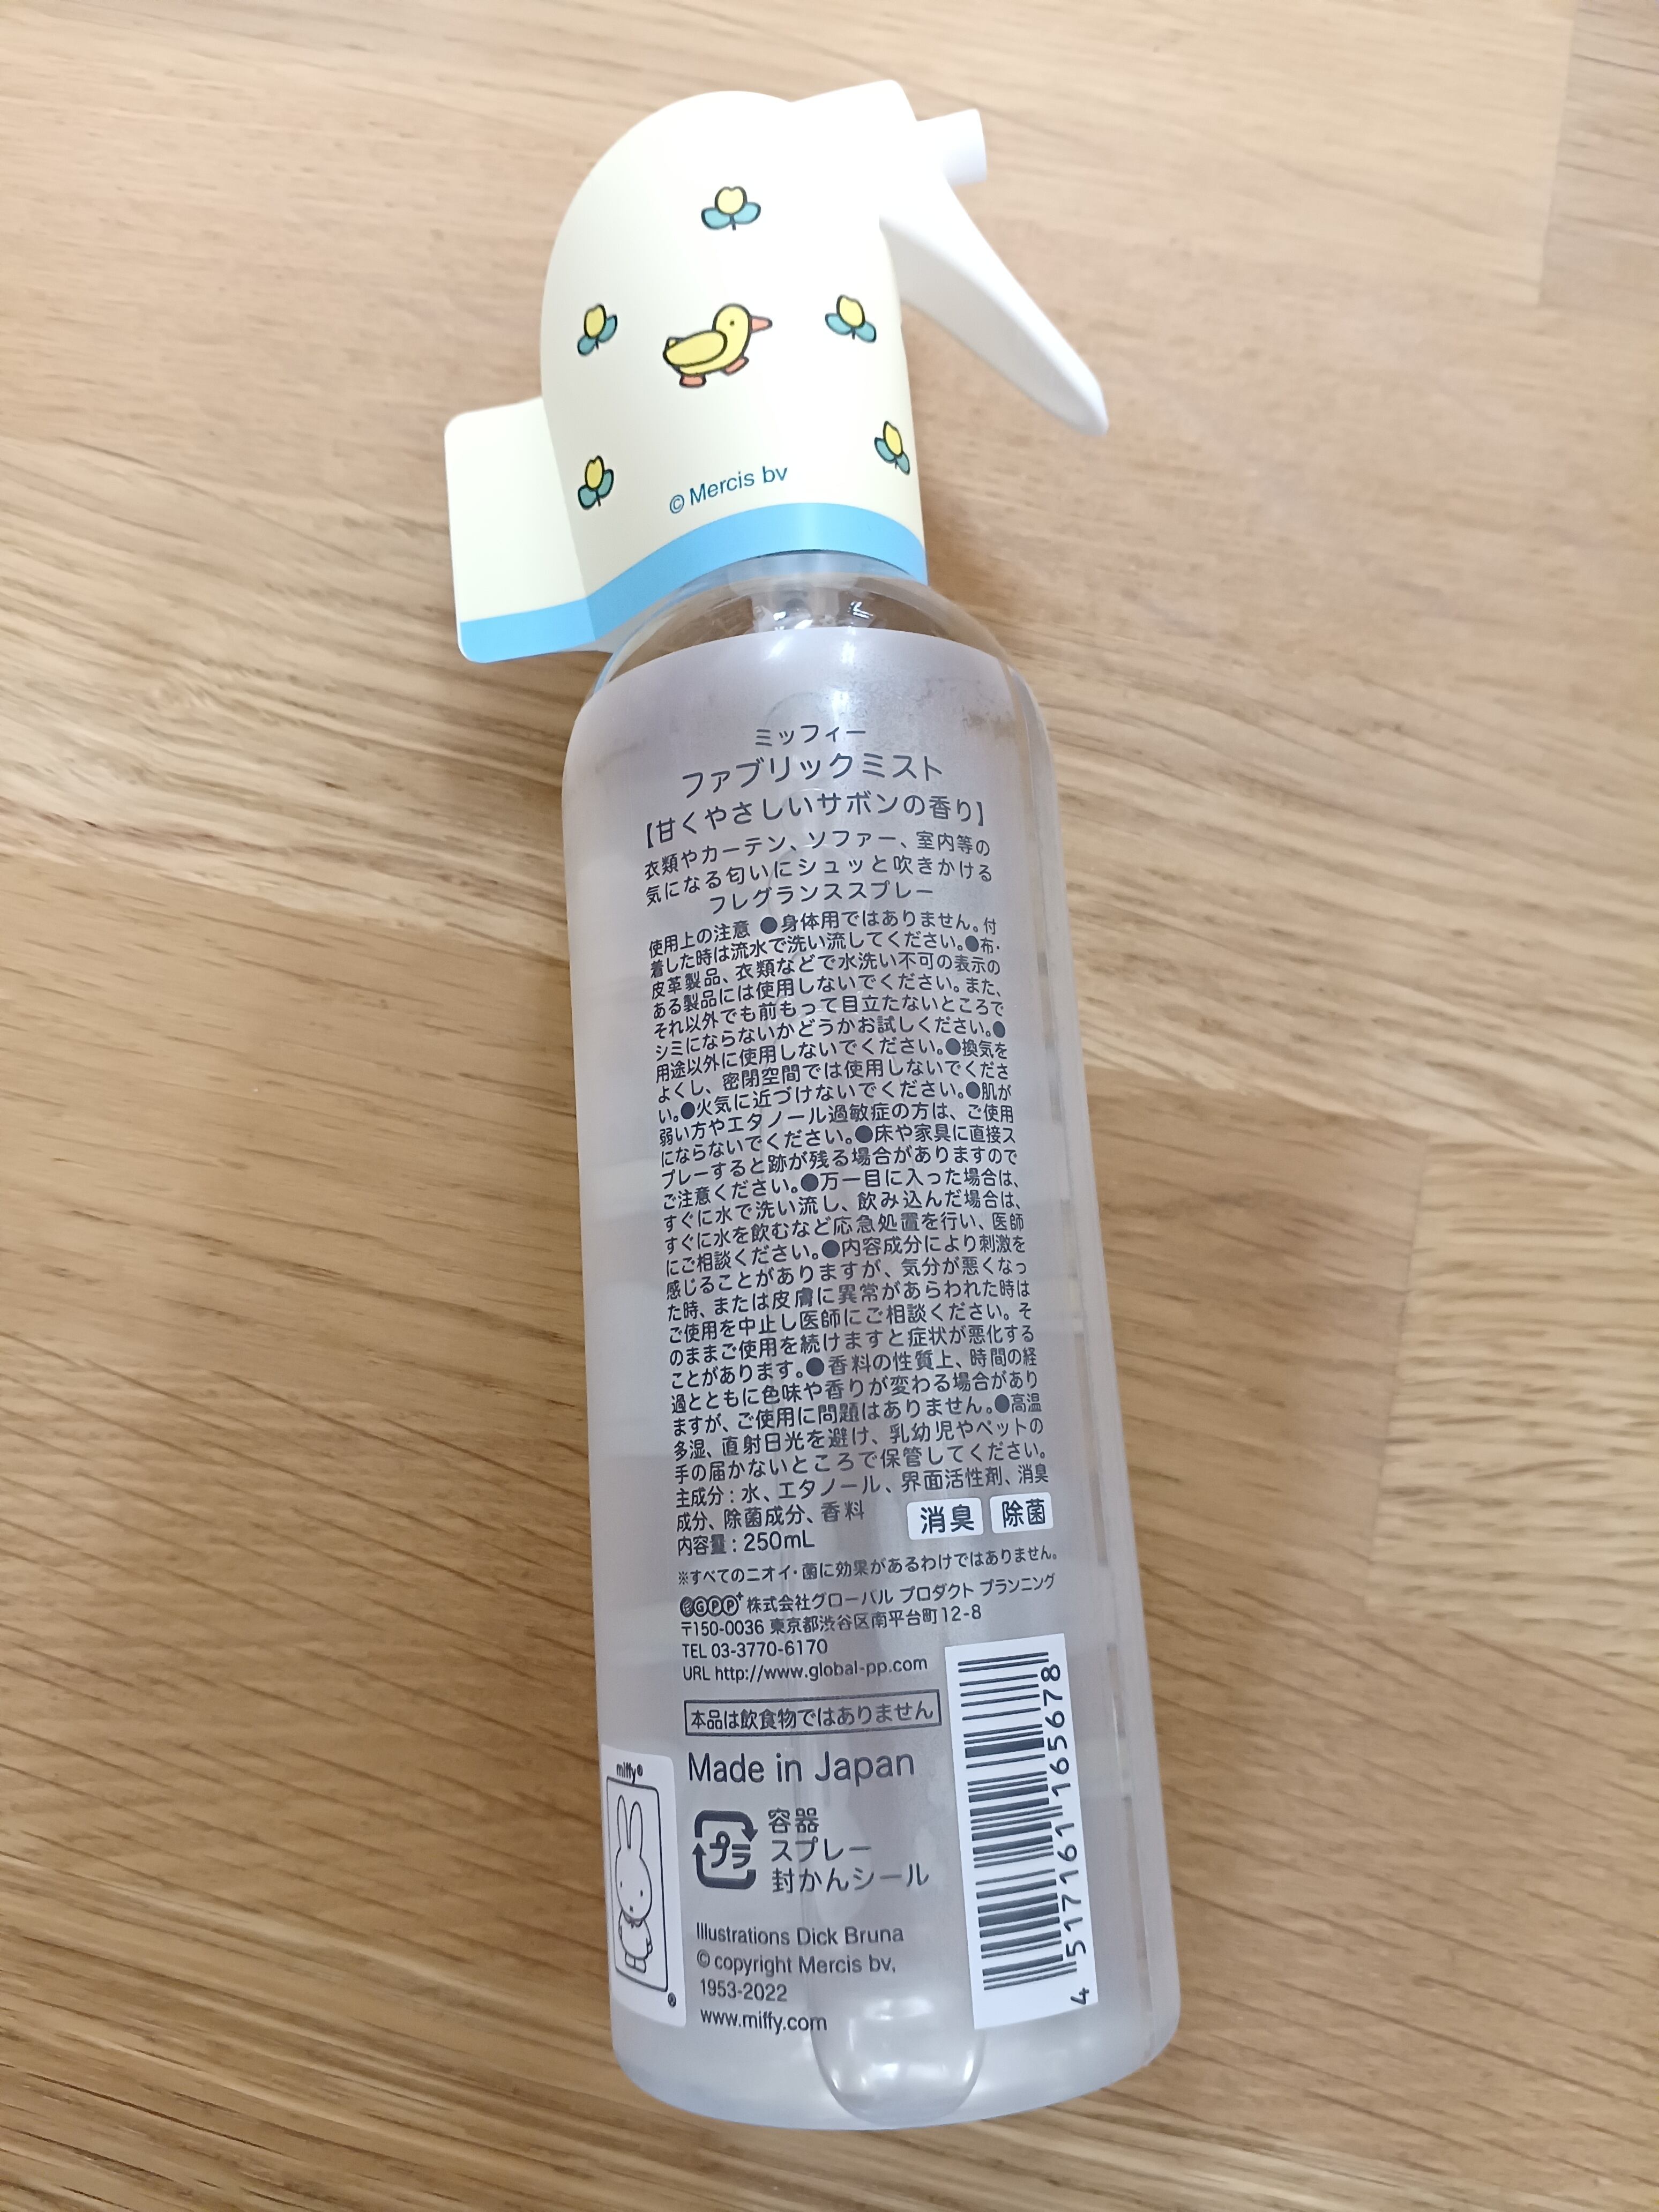 © Mercis bv
ミッフィー
ファブリックミスト
【甘くやさしいサボンの香り】
衣類やカーテン、ソファー、室内等の
気になる匂いにシュッと吹きかける
フレグランススプレー
使用上の注意 ●身体用ではありません。付
着した時は流水で洗い流してください。●布・
皮革製品、衣類などで水洗い不可の表示の
ある製品には使用しないでください。また、
それ以外でも前もって目立たないところで
シミにならないかどうかお試しください。●
用途以外に使用しないでください。●換気を
よくし、密閉空間では使用しないでくださ
い。●火気に近づけないでください。●肌が
弱い方やエタノール過敏症の方は、ご使用
にならないでください。●床や家具に直接ス
プレーすると跡が残る場合がありますので
ご注意ください。●万一目に入った場合は、
すぐに水で洗い流し、飲み込んだ場合は、
すぐに水を飲むなど応急処置を行い、医師
にご相談ください。●内容成分により刺激を
感じることがありますが、気分が悪くなっ
た時、または皮膚に異常があらわれた時は
ご使用を中止し医師にご相談ください。そ
のままご使用を続けますと症状が悪化する
ことがあります。●香料の性質上、時間の経
過とともに色味や香りが変わる場合があり
ますが、ご使用に問題はありません。●高温
多湿、直射日光を避け、乳幼児やペットの
手の届かないところで保管してください。
主成分：水、エタノール、界面活性剤、消臭
成分、除菌成分、香料
消臭 除菌
内容量：250mL
※すべてのニオイ・菌に効果があるわけではありません。
GPP+ 株式会社グローバル プロダクト プランニング
〒150-0036 東京都渋谷区南平台町12-8
TEL 03-3770-6170
URL http://www.global-pp.com
本品は飲食物ではありません
Made in Japan
プラ
容器
スプレー
封かんシール
Illustrations Dick Bruna
© copyright Mercis bv,
1953-2022
www.miffy.com
miffy®
®
4 517161 165678